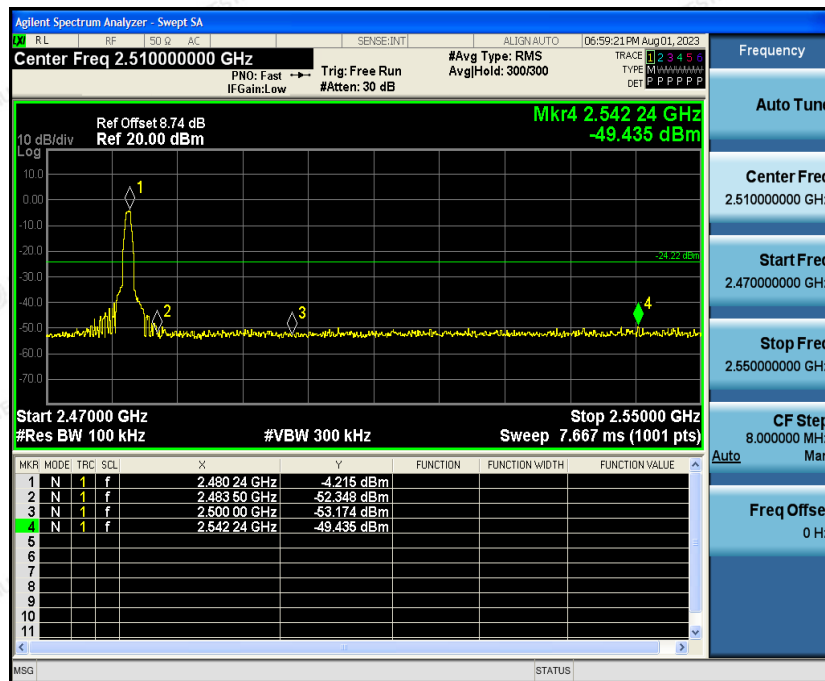 Agilent Spectrum Analyzer - Swept SA
LXI RL RF 50 Ω AC SENSE:INT ALIGN AUTO 06:59:21 PM Aug 01, 2023
Center Freq 2.510000000 GHz
#Avg Type: RMS
TRACE 1 2 3 4 5 6
PNO: Fast Trig: Free Run
Avg|Hold: 300/300
TYPE M WWWWW
IFGain:Low #Atten: 30 dB
DET P P P P P P
Mkr4 2.542 24 GHz
-49.435 dBm
Ref Offset 8.74 dB
10 dB/div Ref 20.00 dBm
Log
10.0
0.00
-10.0
-20.0
-30.0
-40.0
-50.0
-60.0
-70.0
1
2
3
4
-24.22 dBm
Start 2.47000 GHz Stop 2.55000 GHz
#Res BW 100 kHz #VBW 300 kHz Sweep 7.667 ms (1001 pts)
MKR MODE TRC SCL X Y FUNCTION FUNCTION WIDTH FUNCTION VALUE
1 N 1 f 2.480 24 GHz -4.215 dBm
2 N 1 f 2.483 50 GHz -52.348 dBm
3 N 1 f 2.500 00 GHz -53.174 dBm
4 N 1 f 2.542 24 GHz -49.435 dBm
5
6
7
8
9
10
11
MSG STATUS
Frequency
Auto Tune
Center Freq
2.510000000 GHz
Start Freq
2.470000000 GHz
Stop Freq
2.550000000 GHz
CF Step
8.000000 MHz
Auto Man
Freq Offset
0 Hz